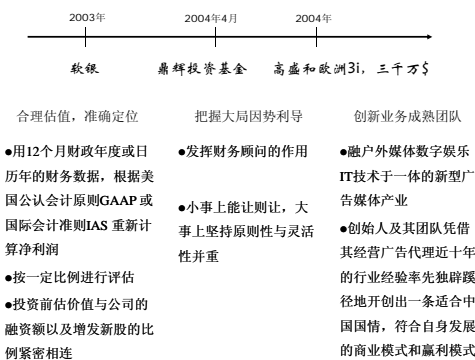 2003年
2004年4月
2004年
软银
鼎辉投资基金
高盛和欧洲3i，三千万$
合理估值，准确定位
●用12个月财政年度或日
历年的财务数据，根据美
国公认会计原则GAAP 或
国际会计准则IAS 重新计
算净利润
●按一定比例进行评估
●投资前估价值与公司的
融资额以及增发新股的比
例紧密相连
把握大局因势利导
●发挥财务顾问的作用
●小事上能让则让，大
事上坚持原则性与灵活
性并重
创新业务成熟团队
●融户外媒体数字娱乐
IT技术于一体的新型广
告媒体产业
●创始人及其团队凭借
其经营广告代理近十年
的行业经验率先独辟蹊
径地开创出一条适合中
国国情，符合自身发展
的商业模式和赢利模式